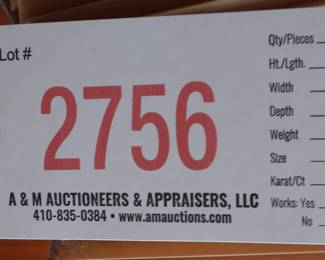 Lot #
2756
A & M AUCTIONEERS & APPRAISERS, LLC
410-835-0384 • www.amauctions.com
Qty/Pieces
Ht./Lgth.
Width
Depth
Weight
Size
Karat/Ct
Works: Yes
No